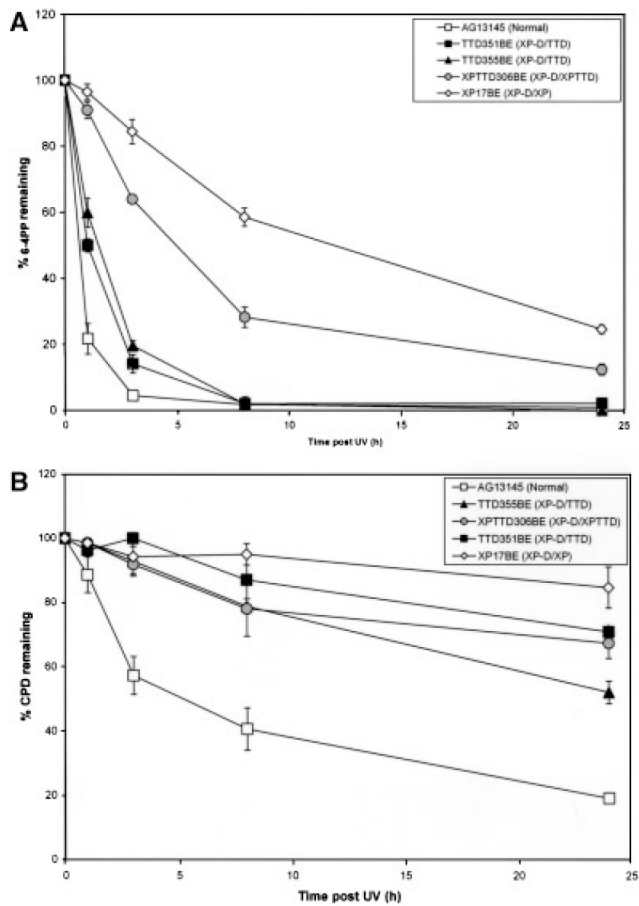 A
120
100
80
60
40
20
0
% 6-4PP remaining
0 5 10 15 20 25
Time post UV (h)
AG13145 (Normal)
TTD351BE (XP-D/TTD)
TTD355BE (XP-D/TTD)
XPTTD306BE (XP-D/XPTTD)
XP17BE (XP-D/XP)
B
120
100
80
60
40
20
0
% CPD remaining
0 5 10 15 20 25
Time post UV (h)
AG13145 (Normal)
TTD355BE (XP-D/TTD)
XPTTD306BE (XP-D/XPTTD)
TTD351BE (XP-D/TTD)
XP17BE (XP-D/XP)